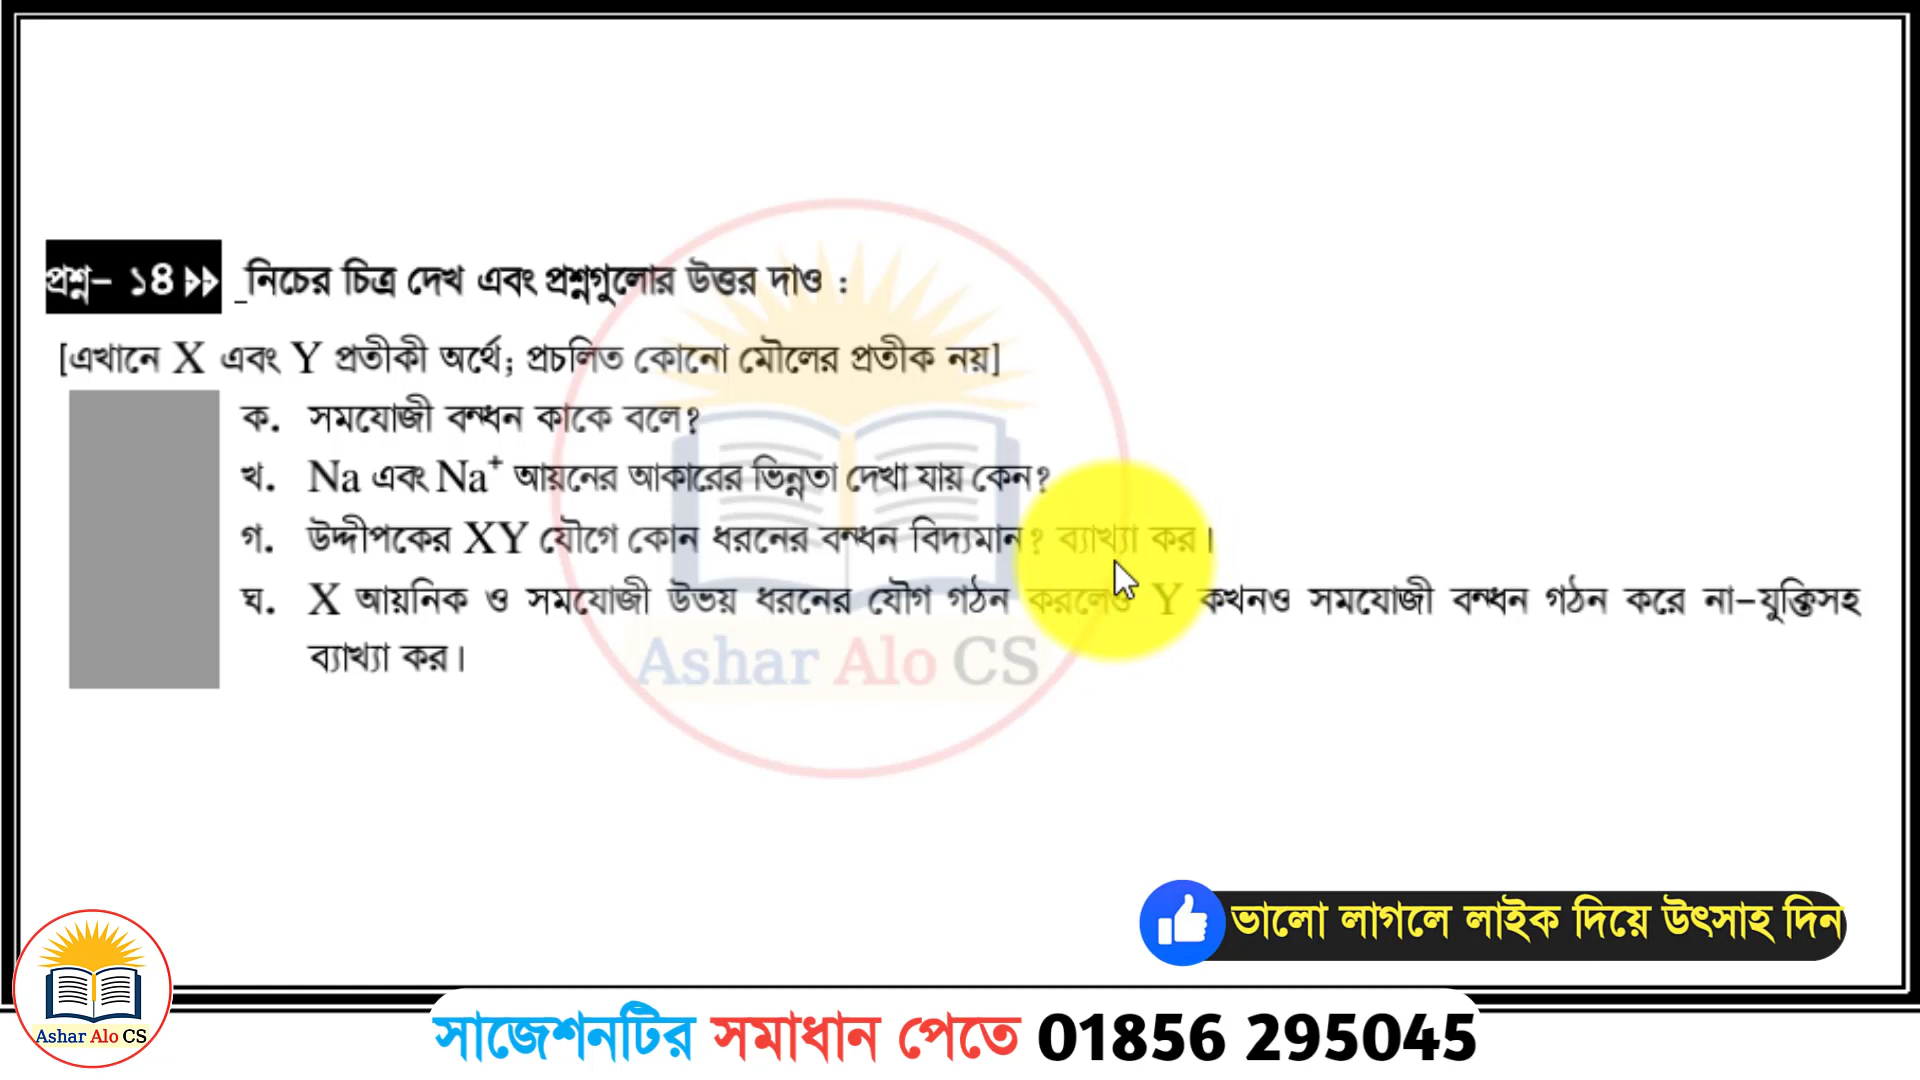 প্রশ্ন– ১৪ নিচের চিত্র দেখ এবং প্রশ্নগুলোর উত্তর দাও :
[এখানে X এবং Y প্রতীকী অর্থে; প্রচলিত কোনো মৌলের প্রতীক নয়]
ক. সমযোজী বন্ধন কাকে বলে?
খ. Na এবং Na⁺ আয়নের আকারের ভিন্নতা দেখা যায় কেন?
গ. উদ্দীপকের XY যৌগে কোন ধরনের বন্ধন বিদ্যমান? ব্যাখ্যা কর।
ঘ. X আয়নিক ও সমযোজী উভয় ধরনের যৌগ গঠন করলেও Y কখনও সমযোজী বন্ধন গঠন করে না–যুক্তিসহ
ব্যাখ্যা কর।
Ashar Alo CS
ভালো লাগলে লাইক দিয়ে উৎসাহ দিন
Ashar Alo CS
সাজেশনটির সমাধান পেতে 01856 295045